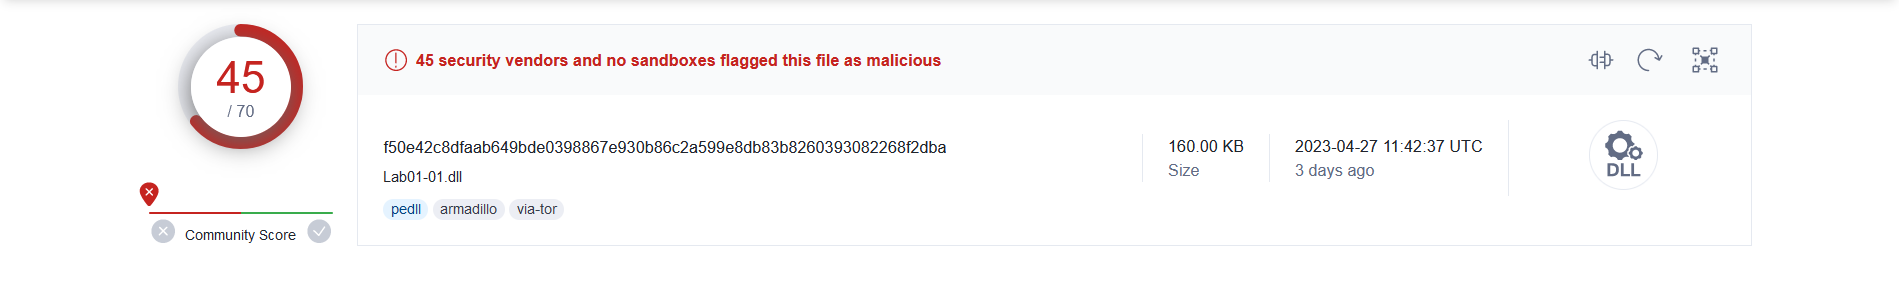 45
/ 70
Community Score
45 security vendors and no sandboxes flagged this file as malicious
f50e42c8dfaab649bde0398867e930b86c2a599e8db83b8260393082268f2dba
Lab01-01.dll
pedll armadillo via-tor
160.00 KB
Size
2023-04-27 11:42:37 UTC
3 days ago
DLL